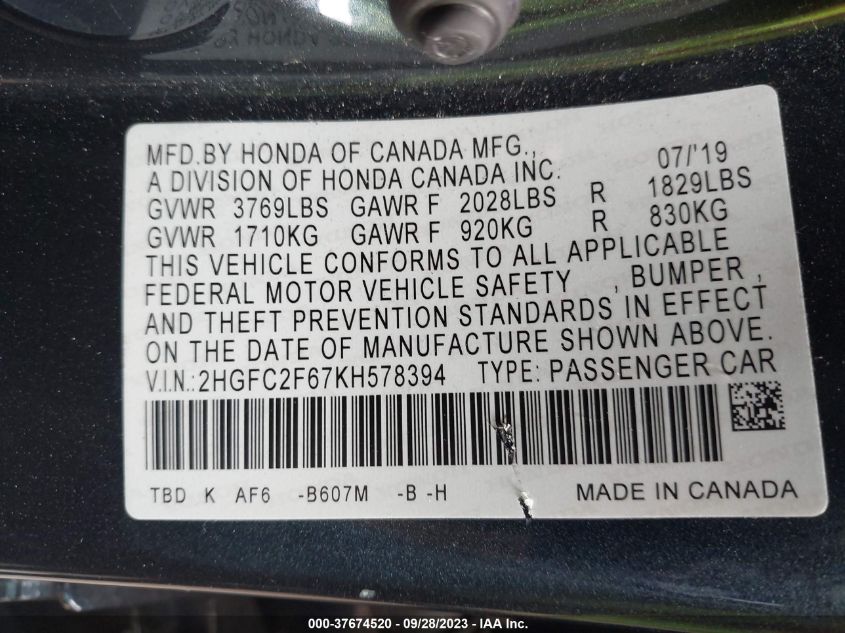 MFD.BY HONDA OF CANADA MFG., 07/'19
A DIVISION OF HONDA CANADA INC.
GVWR 3769LBS GAWR F 2028LBS R 1829LBS
GVWR 1710KG GAWR F 920KG R 830KG
THIS VEHICLE CONFORMS TO ALL APPLICABLE
FEDERAL MOTOR VEHICLE SAFETY , BUMPER ,
AND THEFT PREVENTION STANDARDS IN EFFECT
ON THE DATE OF MANUFACTURE SHOWN ABOVE.
V.I.N.:2HGFC2F67KH578394 TYPE: PASSENGER CAR
TBD K AF6 -B607M -B -H MADE IN CANADA
000-37674520 - 09/28/2023 - IAA Inc.